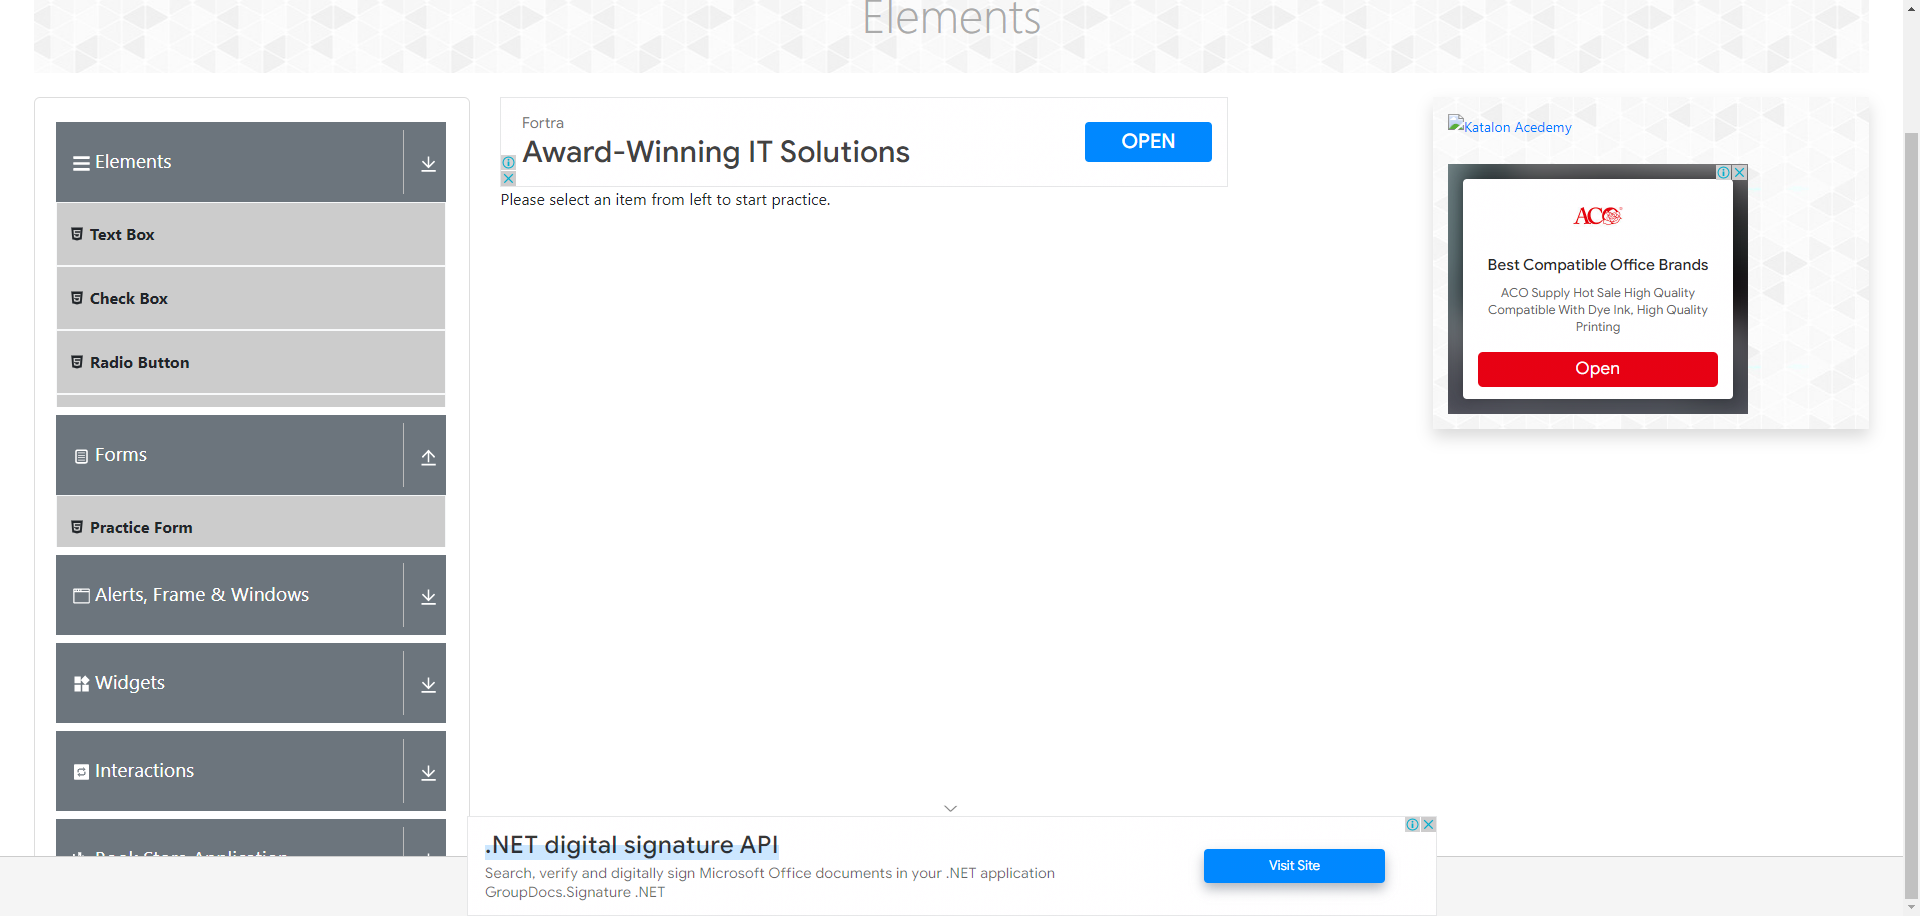 Elements
Elements
Text Box
Check Box
Radio Button
Forms
Practice Form
Alerts, Frame & Windows
Widgets
Interactions
Book Store Application
Fortra
Award-Winning IT Solutions
OPEN
Please select an item from left to start practice.
Katalon Acedemy
ACO
Best Compatible Office Brands
ACO Supply Hot Sale High Quality
Compatible With Dye Ink, High Quality
Printing
Open
.NET digital signature API
Search, verify and digitally sign Microsoft Office documents in your .NET application
GroupDocs.Signature .NET
Visit Site